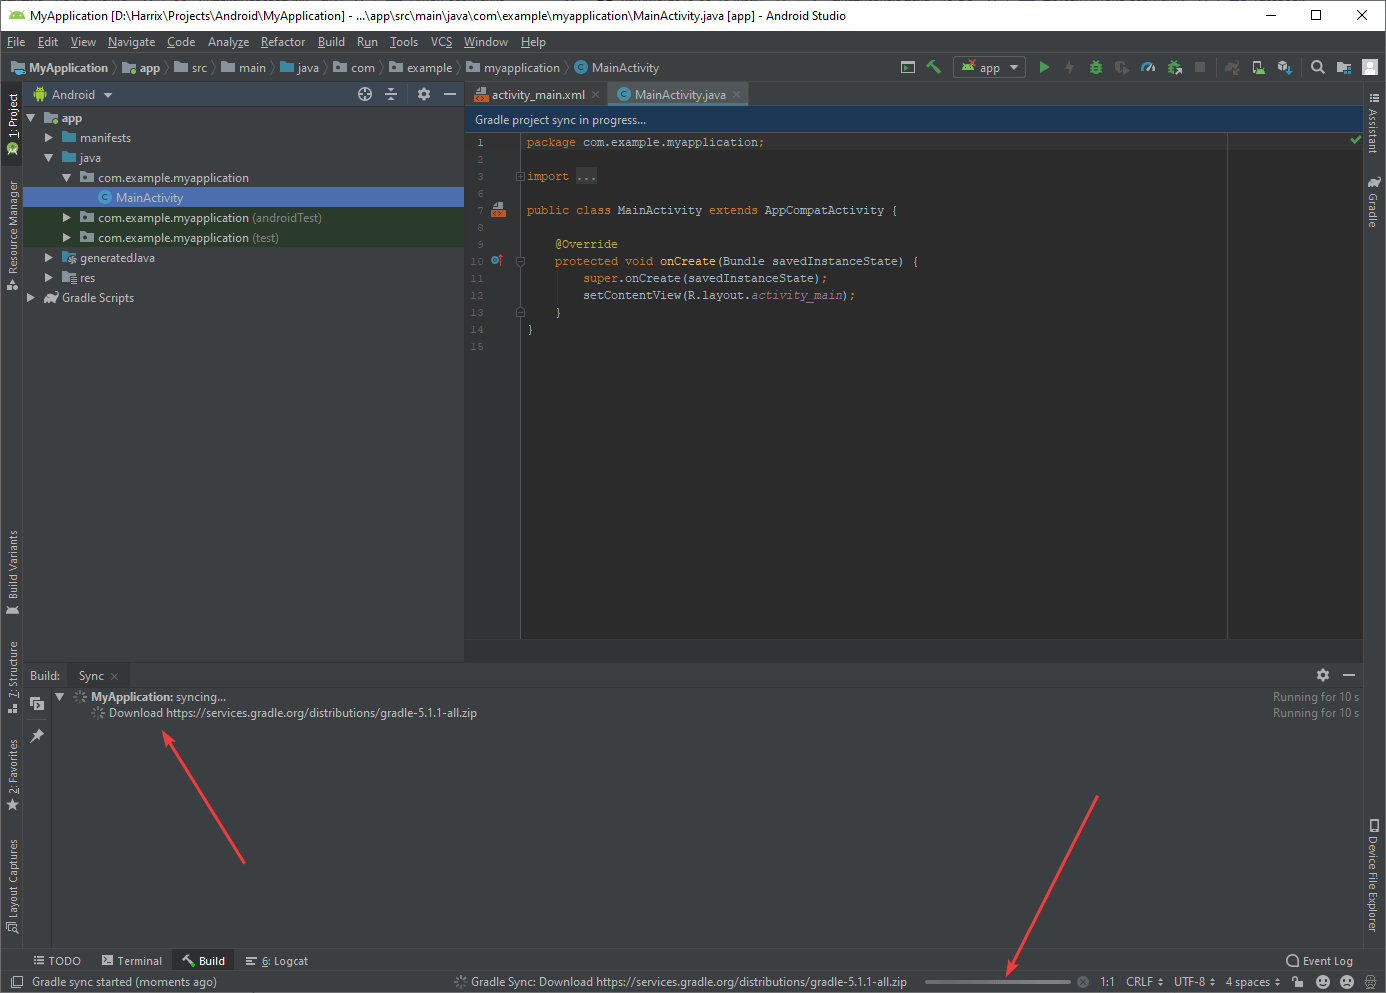 MyApplication [D:\Harrix\Projects\Android\MyApplication] - ...\app\src\main\java\com\example\myapplication\MainActivity.java [app] - Android Studio
File Edit View Navigate Code Analyze Refactor Build Run Tools VCS Window Help
MyApplication app src main java com example myapplication MainActivity app
1: Project
Resource Manager
Build Variants
7: Structure
2: Favorites
Layout Captures
Android
app
manifests
java
com.example.myapplication
MainActivity
com.example.myapplication (androidTest)
com.example.myapplication (test)
generatedJava
res
Gradle Scripts
activity_main.xml MainActivity.java
Gradle project sync in progress...
1 package com.example.myapplication;
2
3 import ...
6
7 public class MainActivity extends AppCompatActivity {
8
9 @Override
10 protected void onCreate(Bundle savedInstanceState) {
11 super.onCreate(savedInstanceState);
12 setContentView(R.layout.activity_main);
13 }
14 }
15
Assistant
Gradle
Device File Explorer
Build: Sync
MyApplication: syncing... Running for 10 s
Download https://services.gradle.org/distributions/gradle-5.1.1-all.zip Running for 10 s
TODO Terminal Build 6: Logcat Event Log
Gradle sync started (moments ago) Gradle Sync: Download https://services.gradle.org/distributions/gradle-5.1.1-all.zip 1:1 CRLF UTF-8 4 spaces